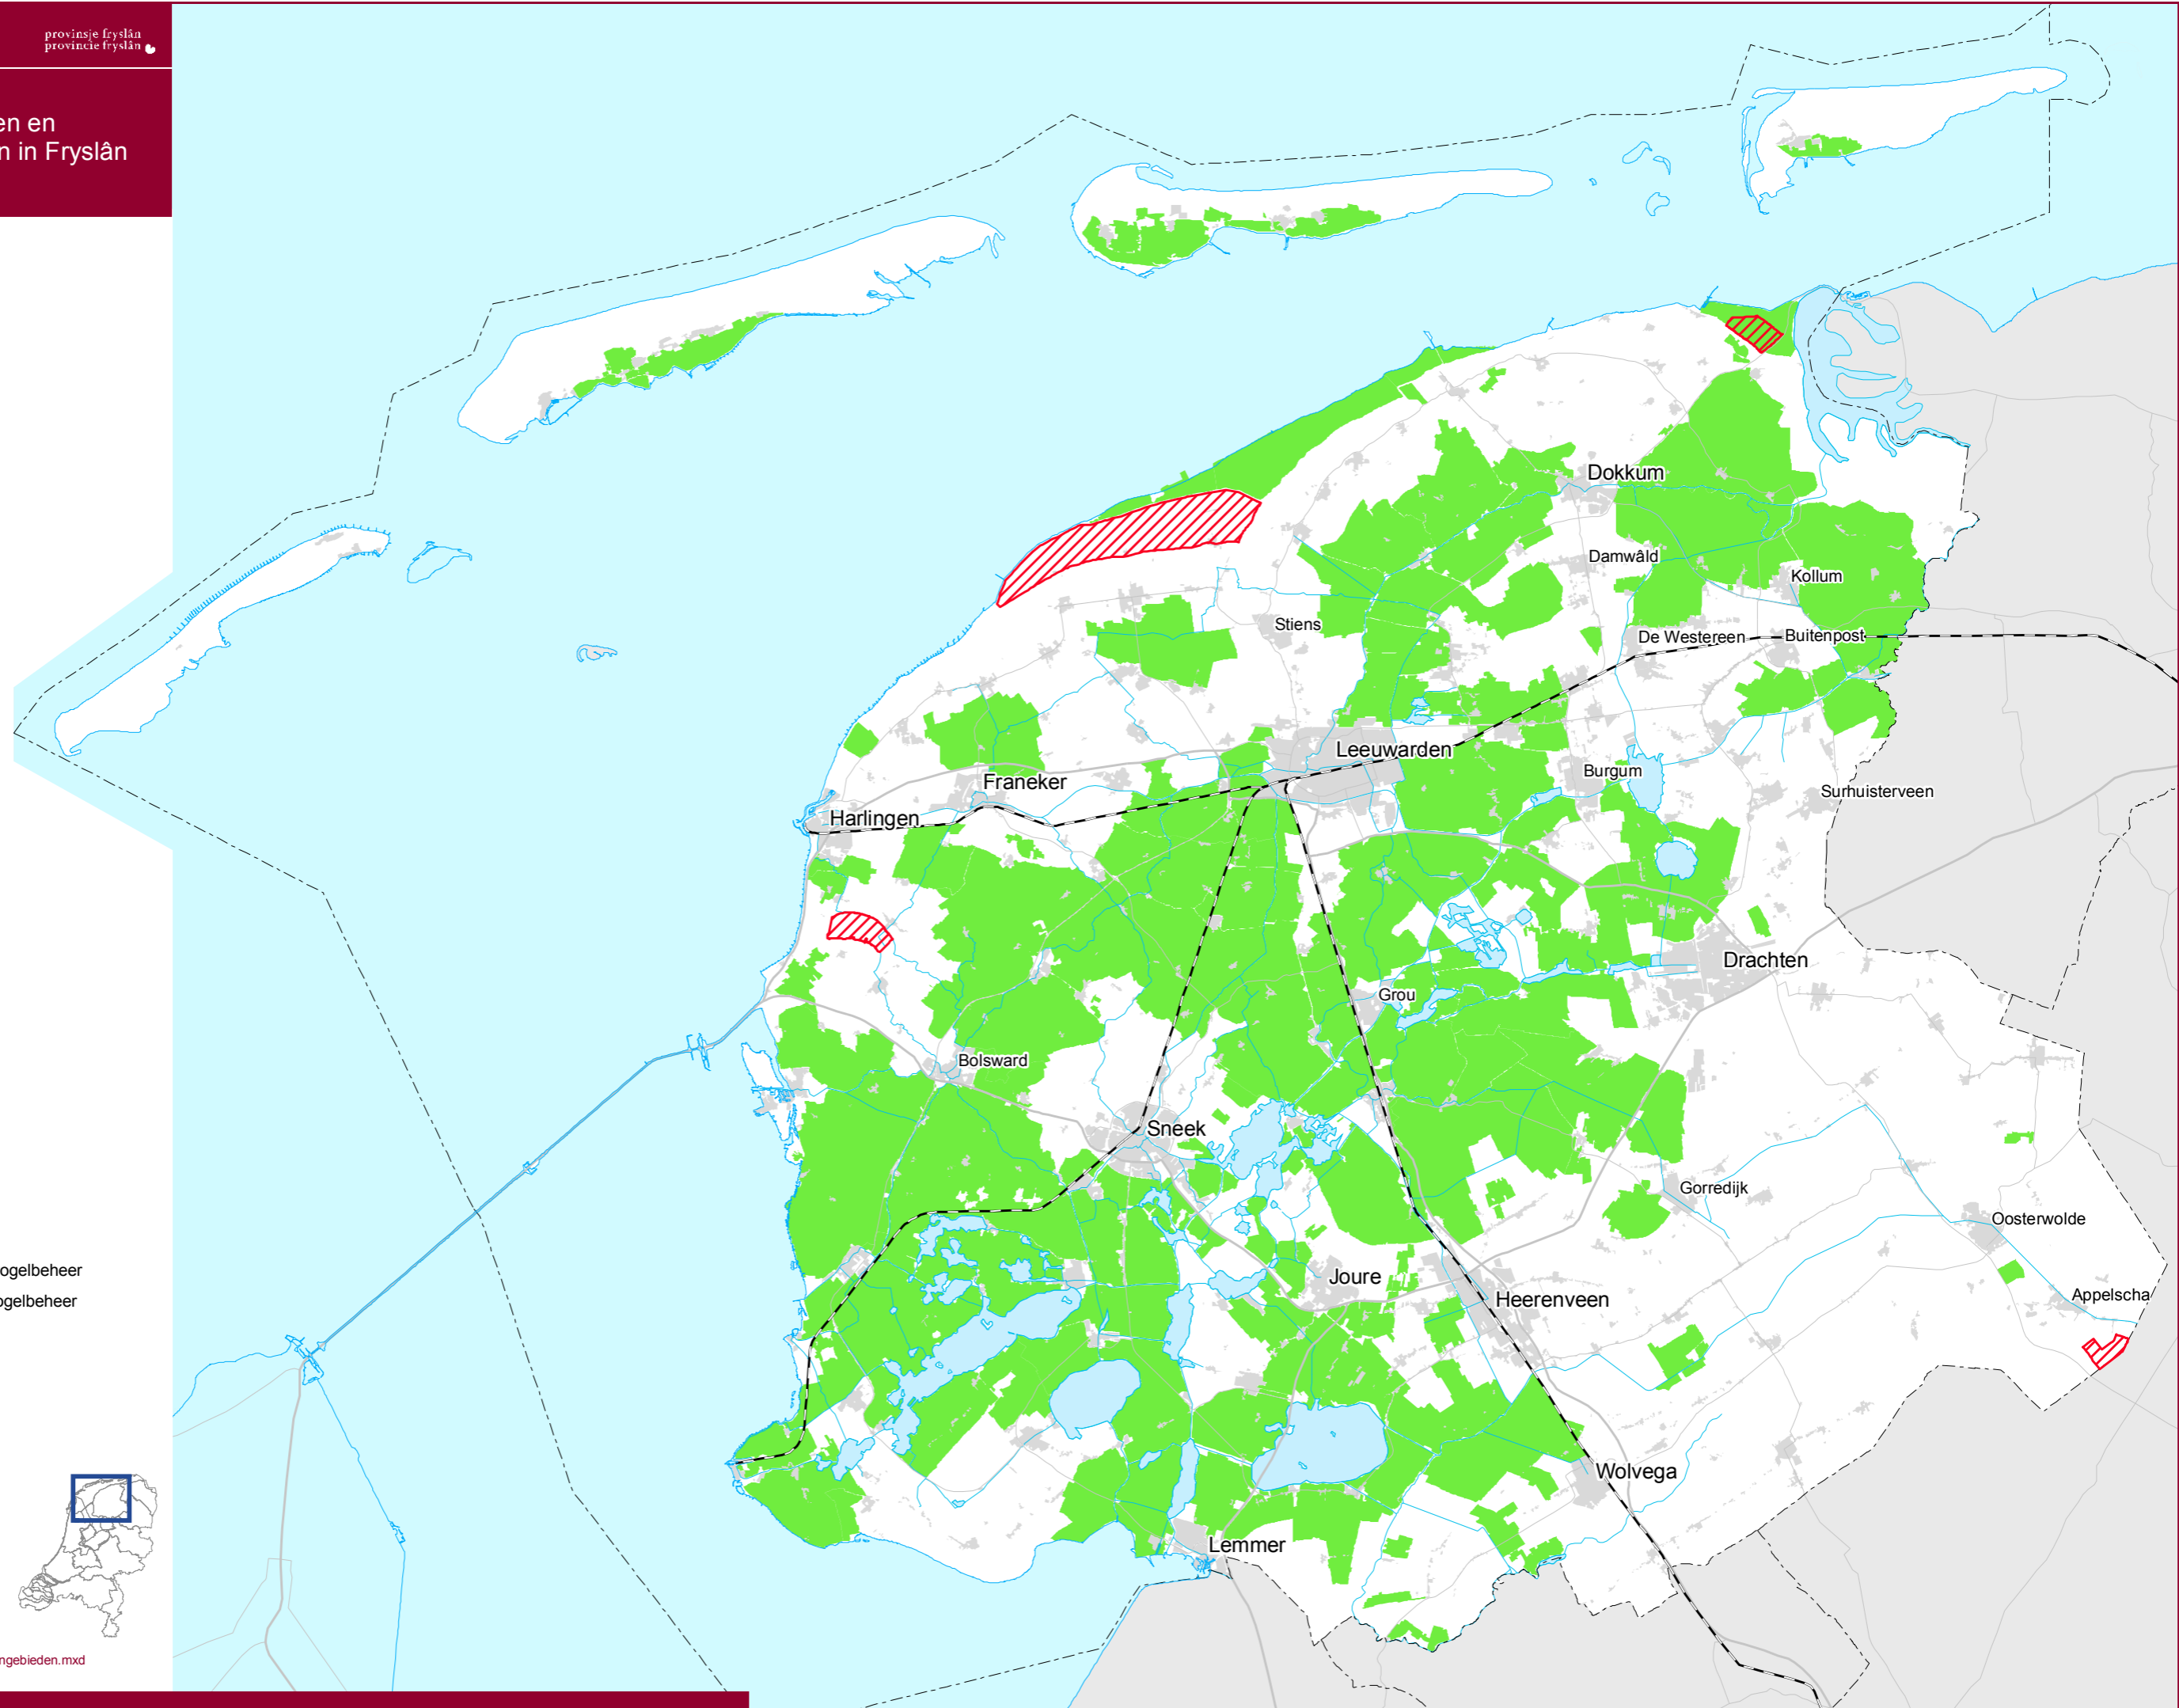 provinsje fryslân
provincie fryslân
en en
n in Fryslân
Dokkum
Damwâld
Kollum
Stiens
De Westereen
Buitenpost
Leeuwarden
Burgum
Franeker
Surhuisterveen
Harlingen
Drachten
Grou
Bolsward
Sneek
Gorredijk
Oosterwolde
ogelbeheer
Joure
Appelscha
Heerenveen
ogelbeheer
Wolvega
Lemmer
ngebieden.mxd